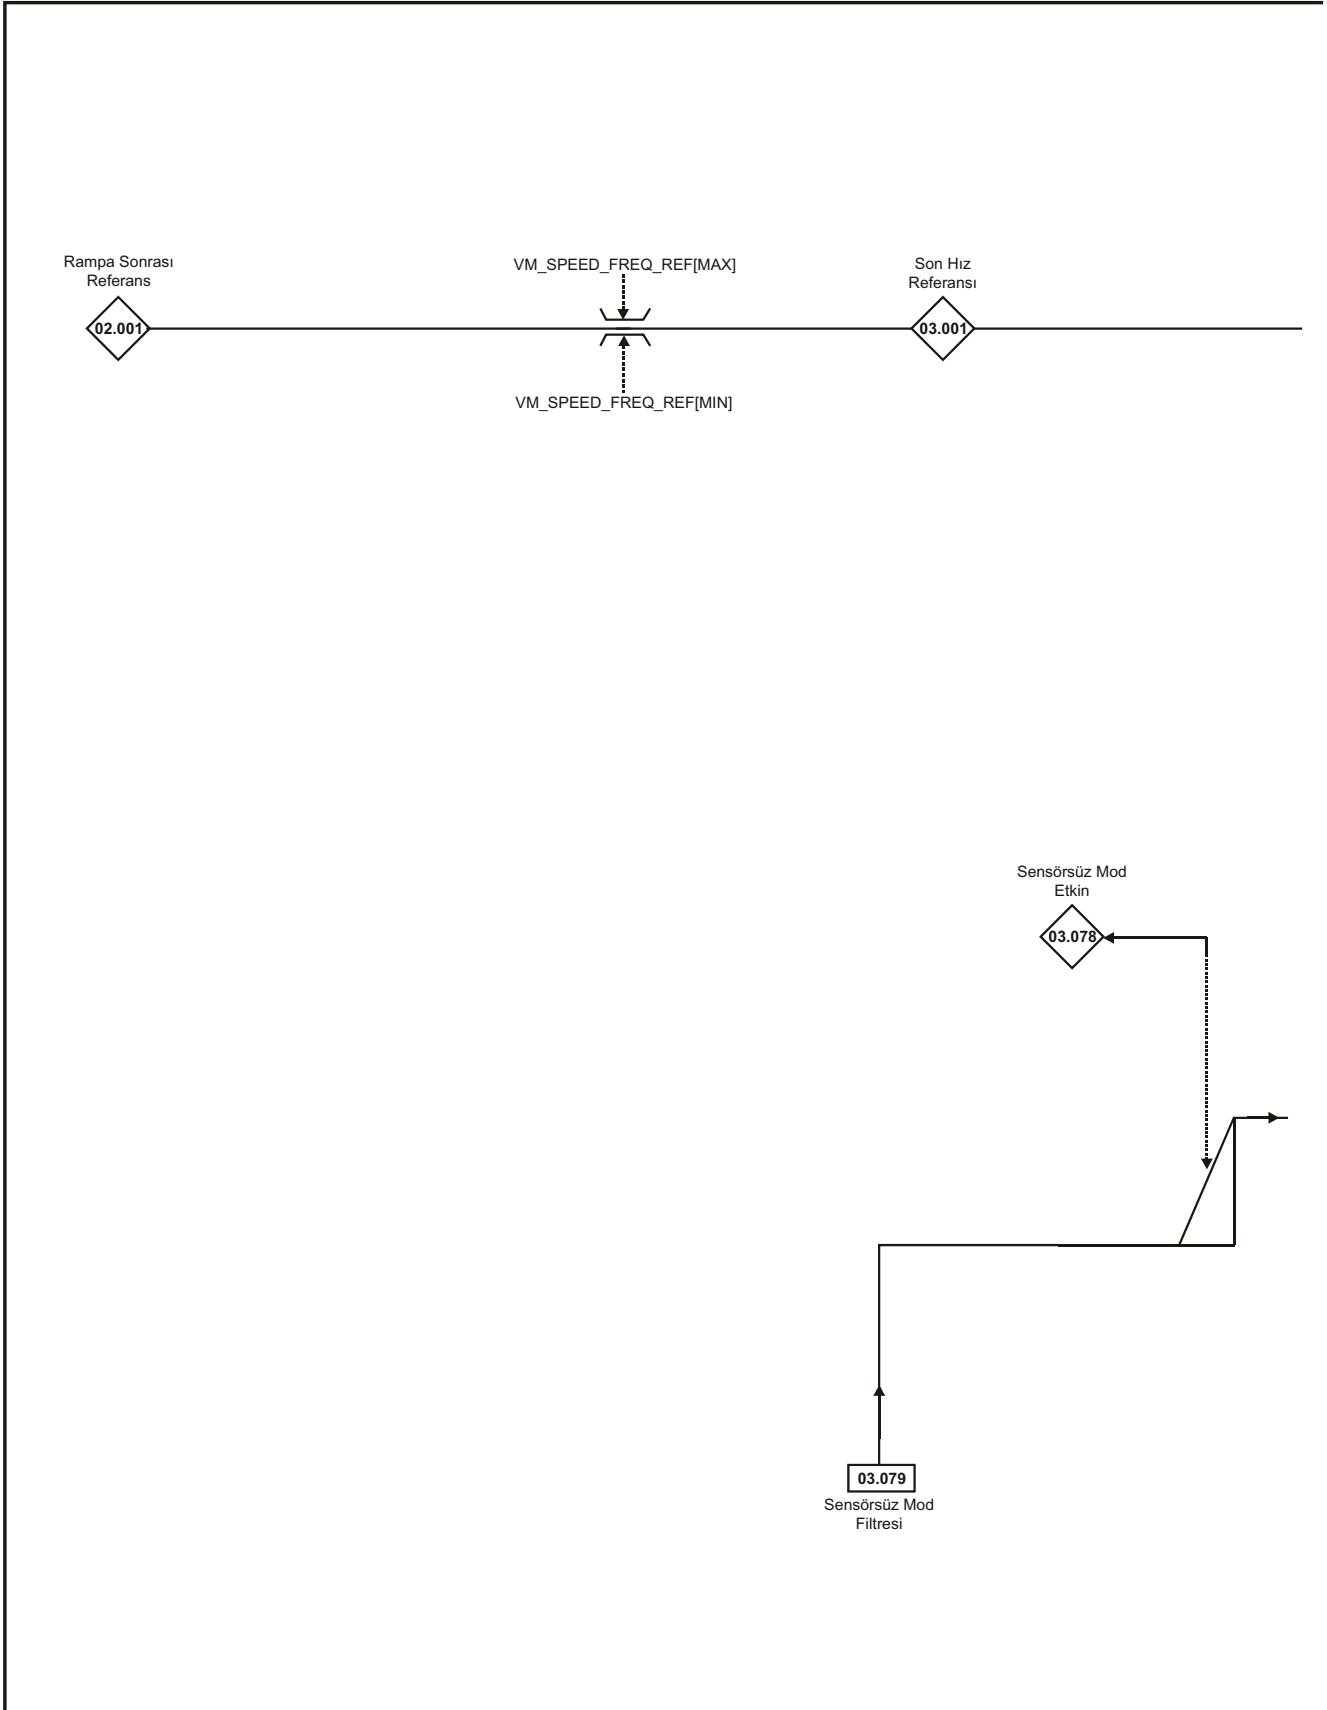 Rampa Sonrası
Referans
02.001
VM_SPEED_FREQ_REF[MAX]
VM_SPEED_FREQ_REF[MIN]
Son Hız
Referansı
03.001
Sensörsüz Mod
Etkin
03.078
03.079
Sensörsüz Mod
Filtresi